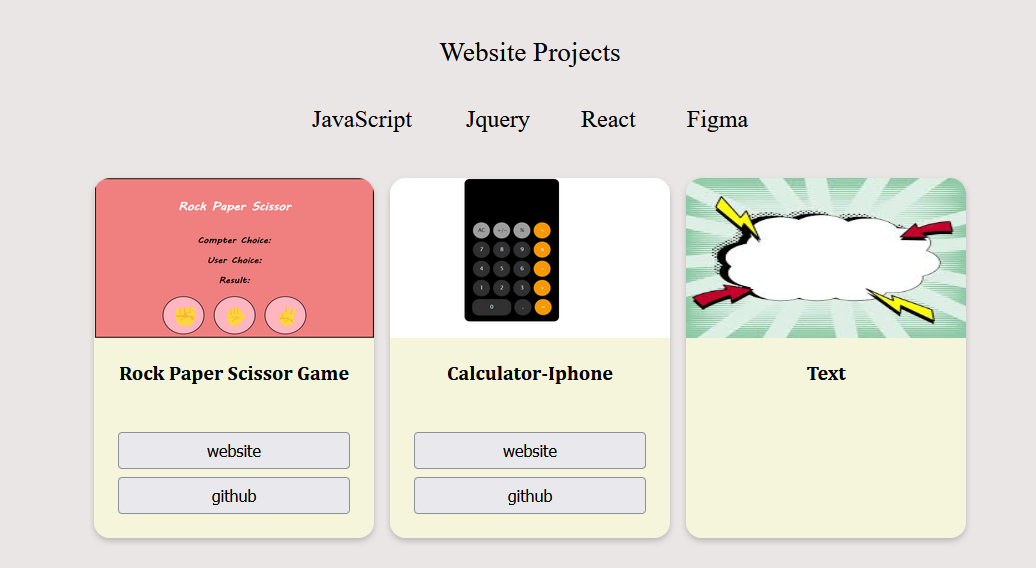 Website Projects
JavaScript Jquery React Figma
Rock Paper Scissor
Compter Choice:
User Choice:
Result:
AC +/- %
7 8 9 ×
4 5 6 -
1 2 3
0 .
Rock Paper Scissor Game
Calculator-Iphone
Text
website
website
github
github